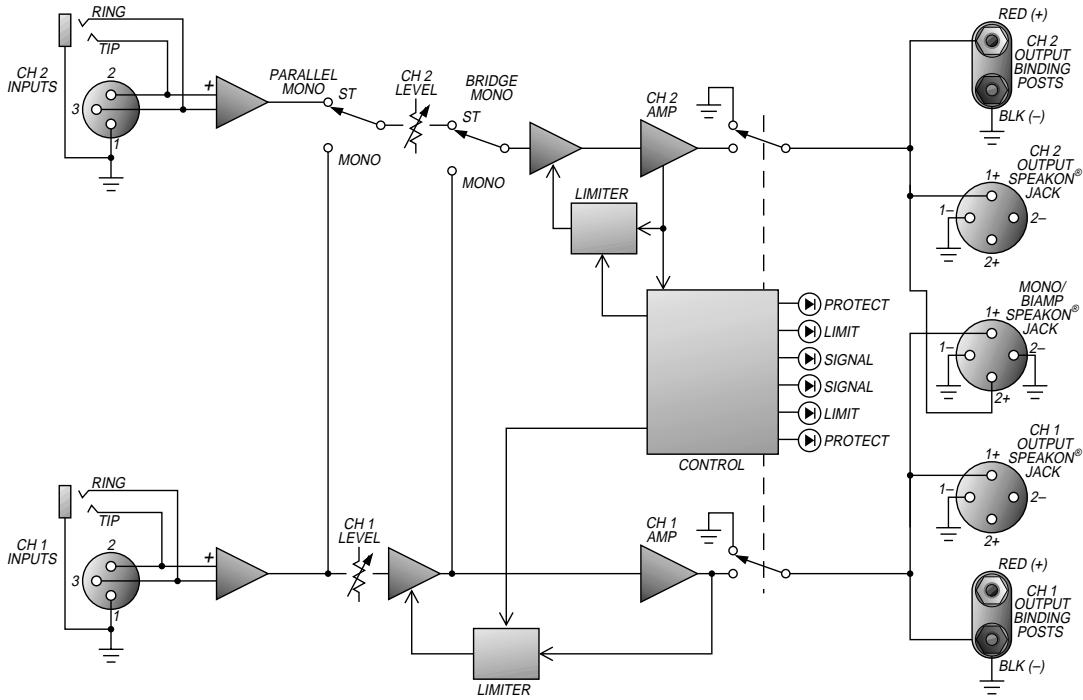 RING
TIP
CH 2
INPUTS
2
3
1
+
PARALLEL
MONO
ST
MONO
CH 2
LEVEL
BRIDGE
MONO
ST
MONO
LIMITER
CH 2
AMP
RED (+)
CH 2
OUTPUT
BINDING
POSTS
BLK (–)
CH 2
OUTPUT
SPEAKON®
JACK
1+
1–
2–
2+
MONO/
BIAMP
SPEAKON®
JACK
1+
1–
2–
2+
PROTECT
LIMIT
SIGNAL
SIGNAL
LIMIT
PROTECT
CONTROL
CH 1
OUTPUT
SPEAKON®
JACK
1+
1–
2–
2+
RING
TIP
CH 1
INPUTS
2
3
1
+
CH 1
LEVEL
CH 1
AMP
LIMITER
RED (+)
CH 1
OUTPUT
BINDING
POSTS
BLK (–)